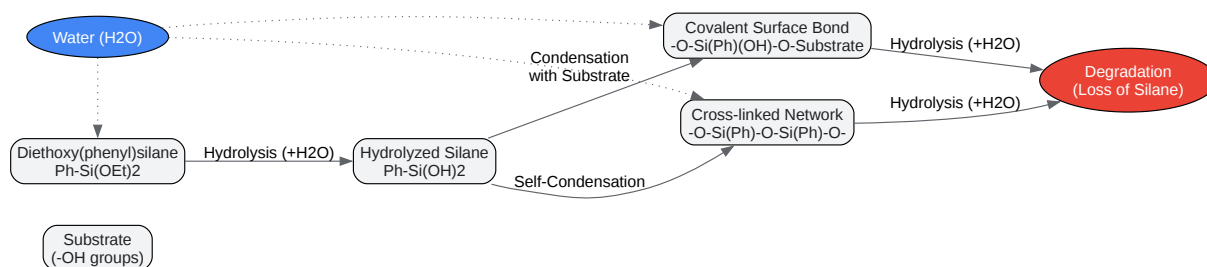 Water (H2O)
Covalent Surface Bond
-O-Si(Ph)(OH)-O-Substrate
Hydrolysis (+H2O)
Condensation
with Substrate
Degradation
(Loss of Silane)
Hydrolysis (+H2O)
Cross-linked Network
-O-Si(Ph)-O-Si(Ph)-O-
Diethoxy(phenyl)silane
Ph-Si(OEt)2
Hydrolysis (+H2O)
Hydrolyzed Silane
Ph-Si(OH)2
Self-Condensation
Substrate
(-OH groups)